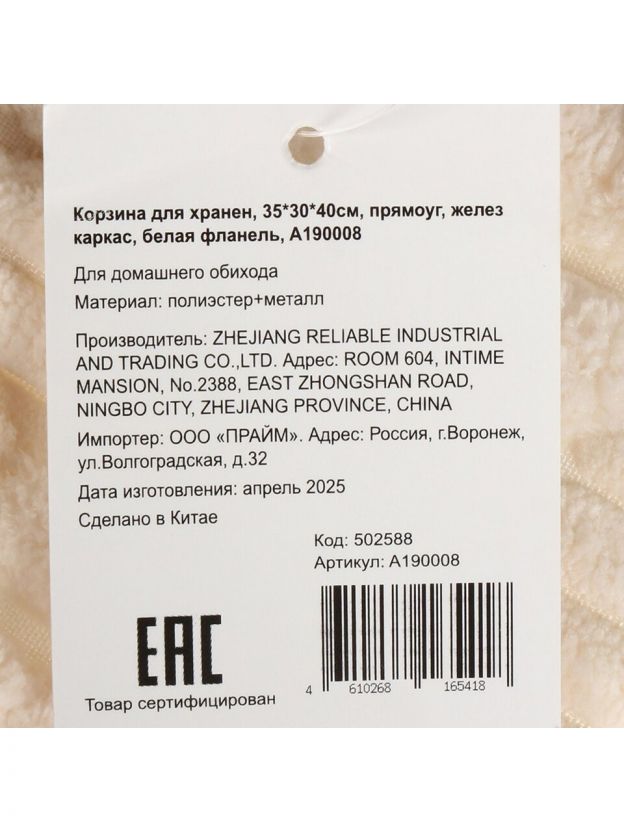 Корзина для хранен, 35*30*40см, прямоуг, желез
каркас, белая фланель, А190008
Для домашнего обихода
Материал: полиэстер+металл
Производитель: ZHEJIANG RELIABLE INDUSTRIAL
AND TRADING CO.,LTD. Адрес: ROOM 604, INTIME
MANSION, No.2388, EAST ZHONGSHAN ROAD,
NINGBO CITY, ZHEJIANG PROVINCE, CHINA
Импортер: ООО «ПРАЙМ». Адрес: Россия, г.Воронеж,
ул.Волгоградская, д.32
Дата изготовления: апрель 2025
Сделано в Китае
Код: 502588
Артикул: А190008
EAC
Товар сертифицирован
4 610268 165418